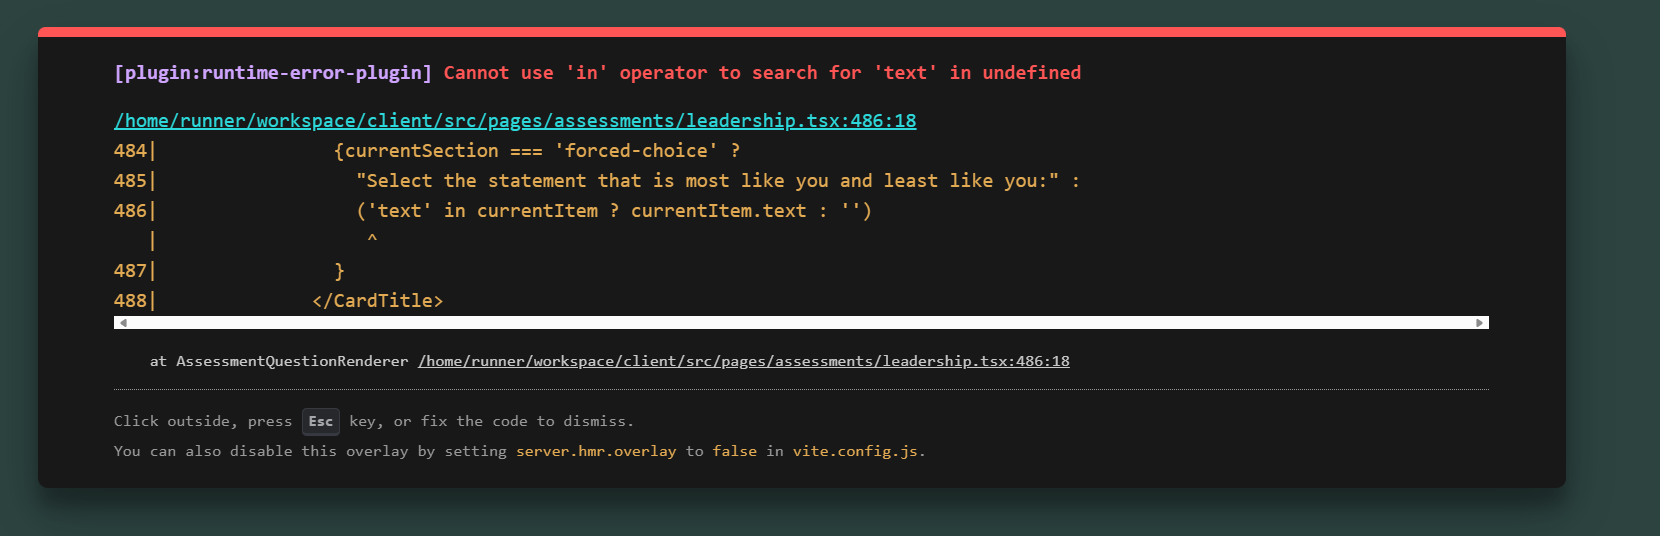 [plugin:runtime-error-plugin] Cannot use 'in' operator to search for 'text' in undefined
/home/runner/workspace/client/src/pages/assessments/leadership.tsx:486:18
484|                {currentSection === 'forced-choice' ?
485|                  "Select the statement that is most like you and least like you:" :
486|                  ('text' in currentItem ? currentItem.text : '')
   |                   ^
487|                }
488|              </CardTitle>
at AssessmentQuestionRenderer /home/runner/workspace/client/src/pages/assessments/leadership.tsx:486:18
Click outside, press Esc key, or fix the code to dismiss.
You can also disable this overlay by setting server.hmr.overlay to false in vite.config.js.